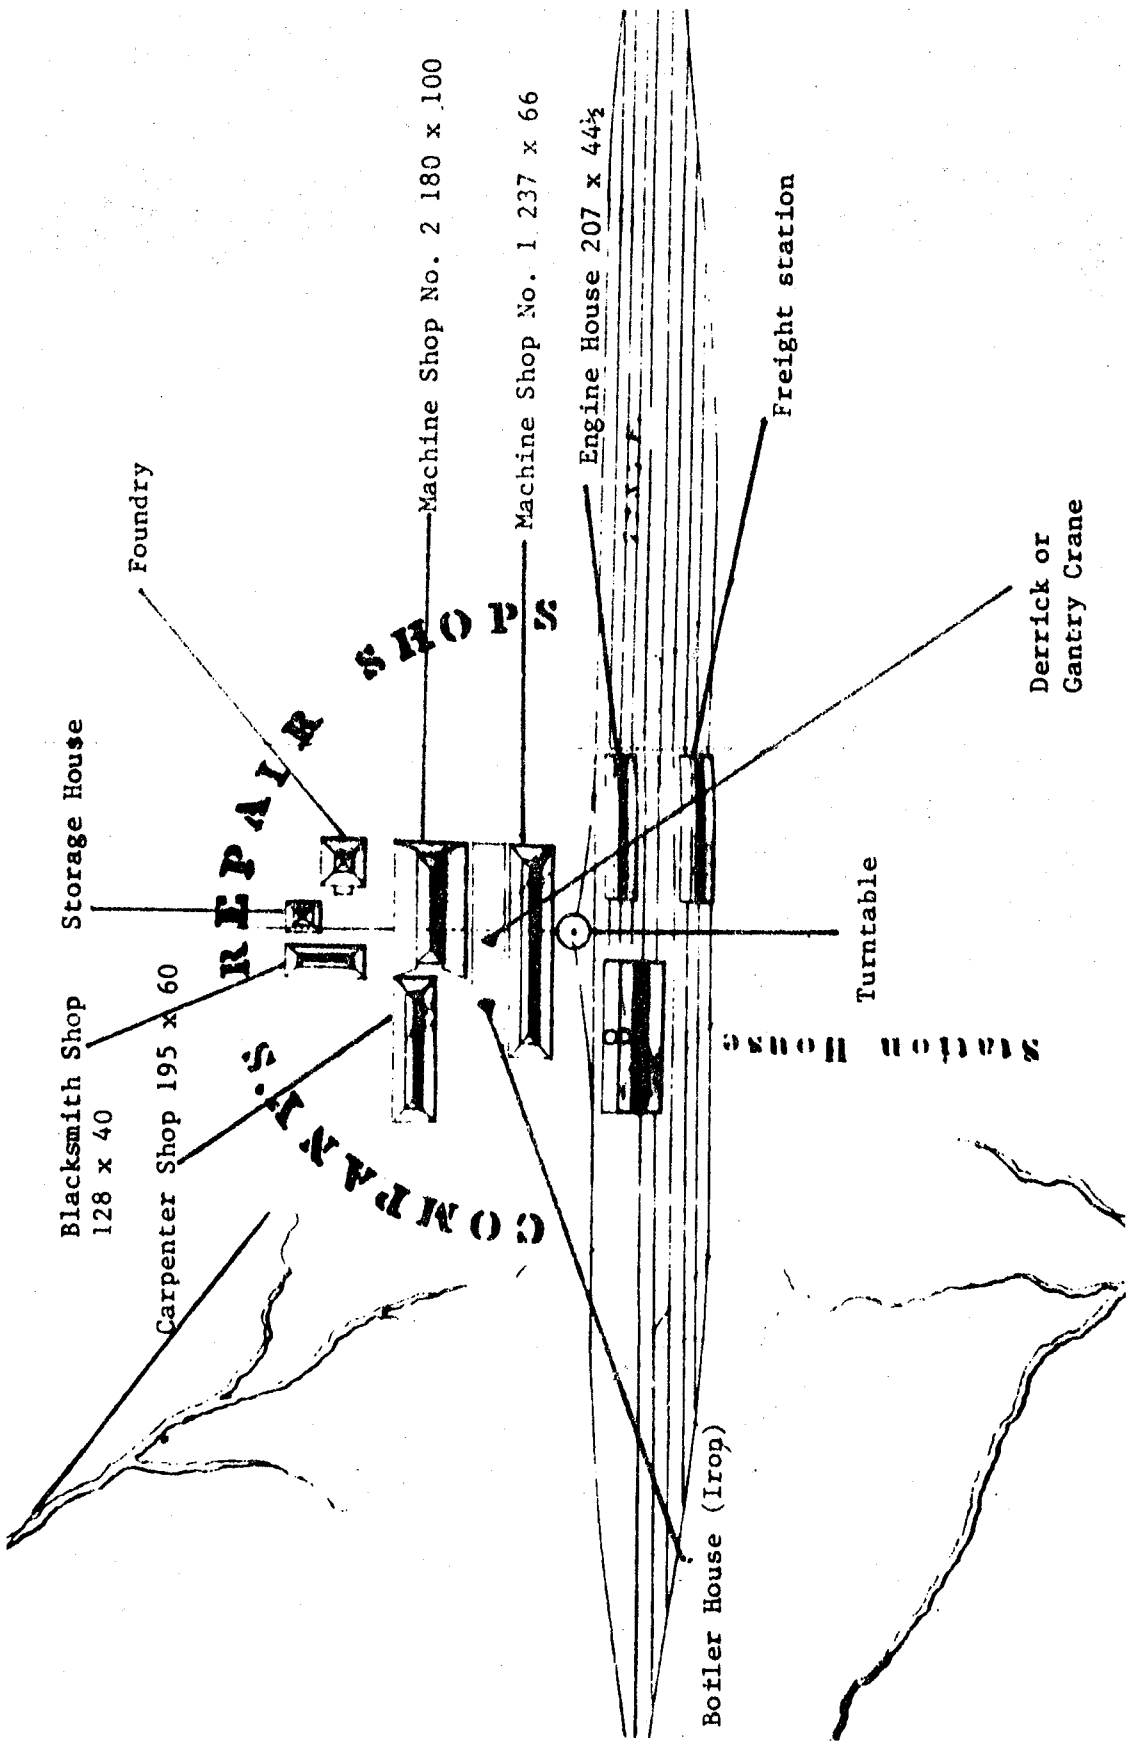 Blacksmith Shop
128 x 40
Storage House
Carpenter Shop 195 x 60
Foundry
COMPANY'S REPAIR SHOPS
Machine Shop No. 2 180 x 100
Machine Shop No. 1 237 x 66
Engine House 207 x 44½
Freight station
Derrick or
Gantry Crane
Turntable
Station House
Boiler House (Iron)